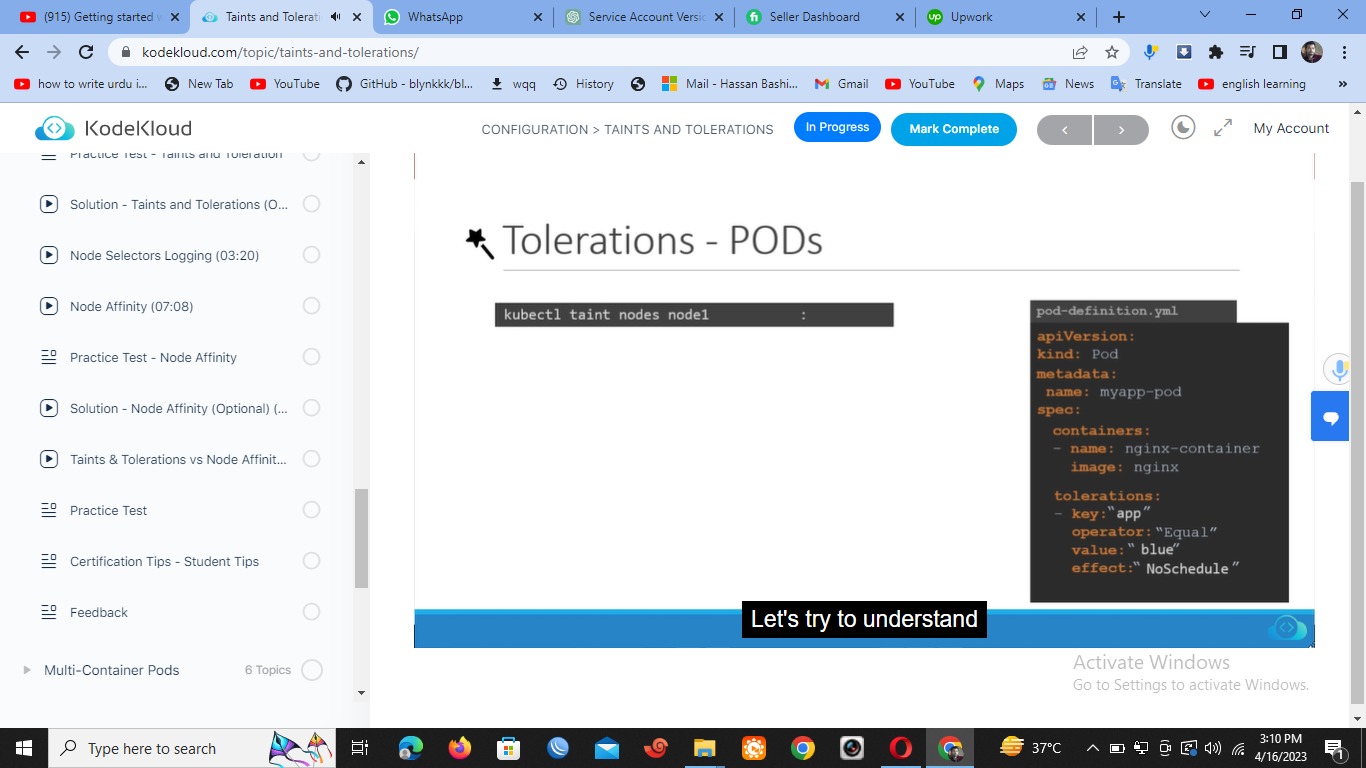 (915) Getting started w
Taints and Tolerati
WhatsApp
Service Account Versio
Seller Dashboard
Upwork
kodekloud.com/topic/taints-and-tolerations/
how to write urdu i...
New Tab
YouTube
GitHub - blynkkk/bl...
wqq
History
Mail - Hassan Bashi...
Gmail
YouTube
Maps
News
Translate
english learning
»
KodeKloud
CONFIGURATION > TAINTS AND TOLERATIONS
In Progress
Mark Complete
My Account
Practice Test - Taints and Toleration
Solution - Taints and Tolerations (O...
Node Selectors Logging (03:20)
Node Affinity (07:08)
Practice Test - Node Affinity
Solution - Node Affinity (Optional) (...
Taints & Tolerations vs Node Affinit...
Practice Test
Certification Tips - Student Tips
Feedback
Multi-Container Pods
6 Topics
Tolerations - PODs
kubectl taint nodes node1 :
pod-definition.yml
apiVersion:
kind: Pod
metadata:
name: myapp-pod
spec:
containers:
- name: nginx-container
image: nginx
tolerations:
- key:“app”
operator:“Equal”
value:“ blue”
effect:“ NoSchedule ”
Let's try to understand
Activate Windows
Go to Settings to activate Windows.
Type here to search
37°C
3:10 PM
4/16/2023
1